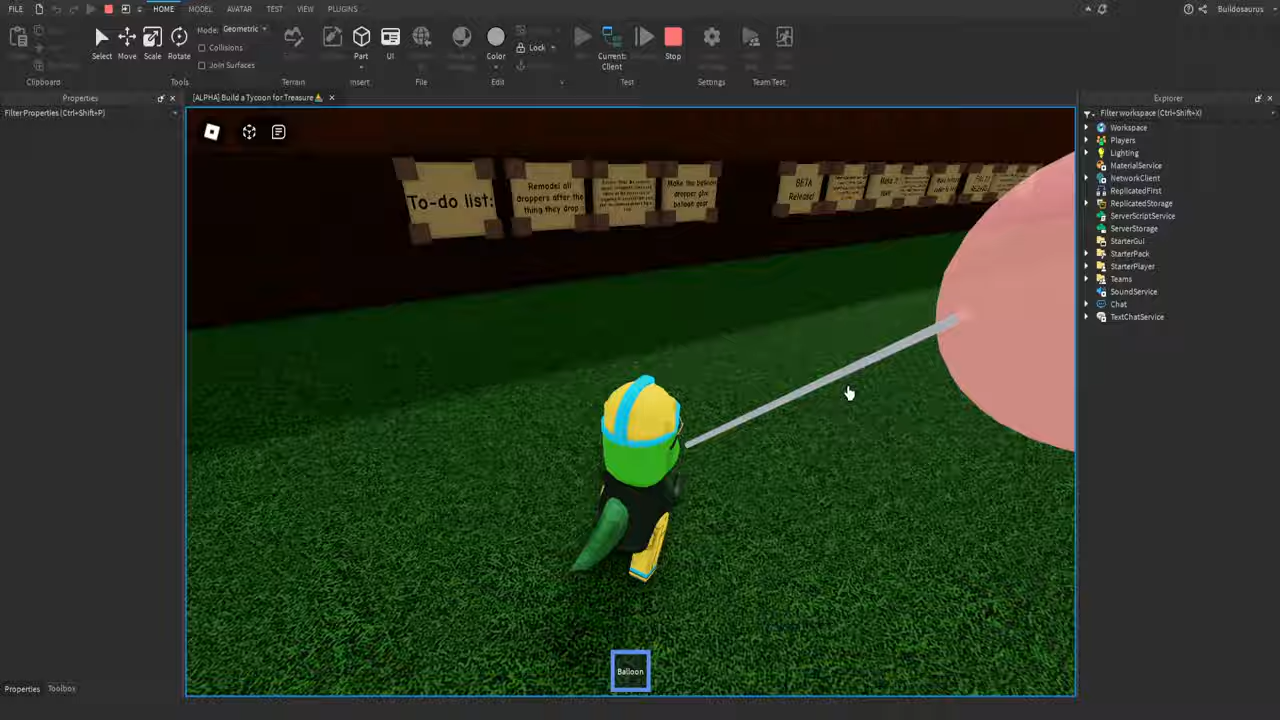 FILE HOME MODEL AVATAR TEST VIEW PLUGINS Buildosaurus
Mode: Geometric
Collisions
Join Surfaces
Select Move Scale Rotate
Part UI
Color
Lock
Current: Client
Stop
Clipboard Tools Terrain Insert File Edit Test Settings Team Test
Properties
[ALPHA] Build a Tycoon for Treasure
Explorer
Filter Properties (Ctrl+Shift+P)
Filter workspace (Ctrl+Shift+X)
Workspace
Players
Lighting
MaterialService
NetworkClient
ReplicatedFirst
ReplicatedStorage
ServerScriptService
ServerStorage
StarterGui
StarterPack
StarterPlayer
Teams
SoundService
Chat
TextChatService
To-do list:
Remodel all
droppers after the
thing they drop
Make the balloon
dropper give
balloon gear
BETA
Release!
Balloon
Properties Toolbox